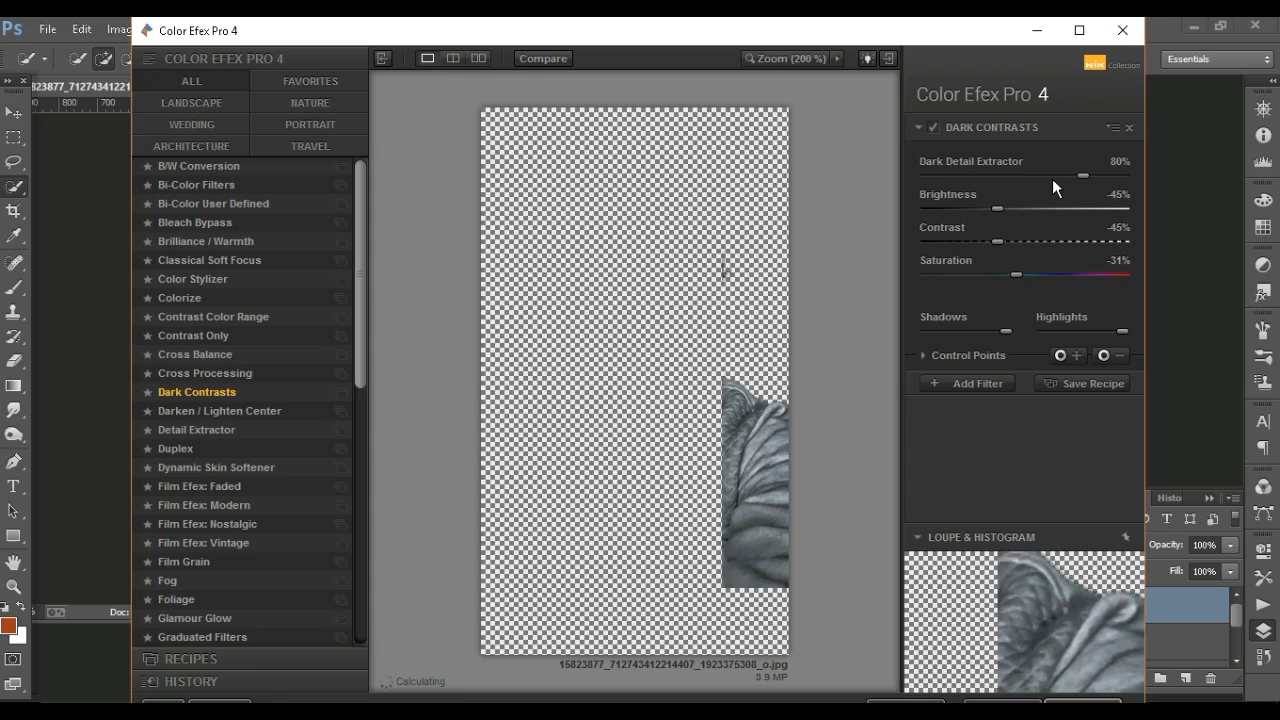 Ps File Edit Imag
Color Efex Pro 4
Essentials
COLOR EFEX PRO 4
ALL FAVORITES
LANDSCAPE NATURE
WEDDING PORTRAIT
ARCHITECTURE TRAVEL
B/W Conversion
Bi-Color Filters
Bi-Color User Defined
Bleach Bypass
Brilliance / Warmth
Classical Soft Focus
Color Stylizer
Colorize
Contrast Color Range
Contrast Only
Cross Balance
Cross Processing
Dark Contrasts
Darken / Lighten Center
Detail Extractor
Duplex
Dynamic Skin Softener
Film Efex: Faded
Film Efex: Modern
Film Efex: Nostalgic
Film Efex: Vintage
Film Grain
Fog
Foliage
Glamour Glow
Graduated Filters
RECIPES
HISTORY
Compare
Zoom (200 %)
15823877_712743412214407_1923375308_o.jpg
0.9 MP
Calculating
Nik Collection
Color Efex Pro 4
DARK CONTRASTS
Dark Detail Extractor 80%
Brightness -45%
Contrast -45%
Saturation -31%
Shadows Highlights
Control Points
Add Filter Save Recipe
LOUPE & HISTOGRAM
823877_71274341221
800 700
Doc:
Histo
Opacity: 100%
Fill: 100%